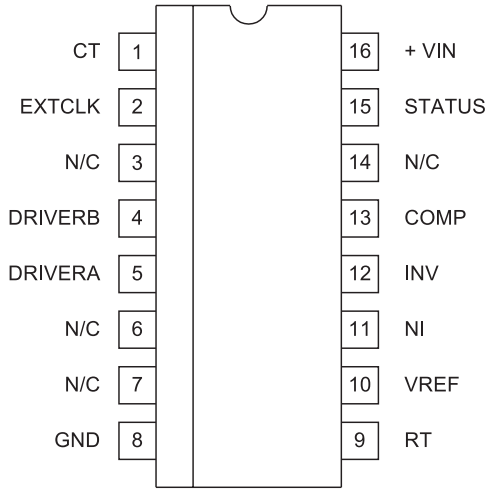 CT 1 16 + VIN
EXTCLK 2 15 STATUS
N/C 3 14 N/C
DRIVERB 4 13 COMP
DRIVERA 5 12 INV
N/C 6 11 NI
N/C 7 10 VREF
GND 8 9 RT